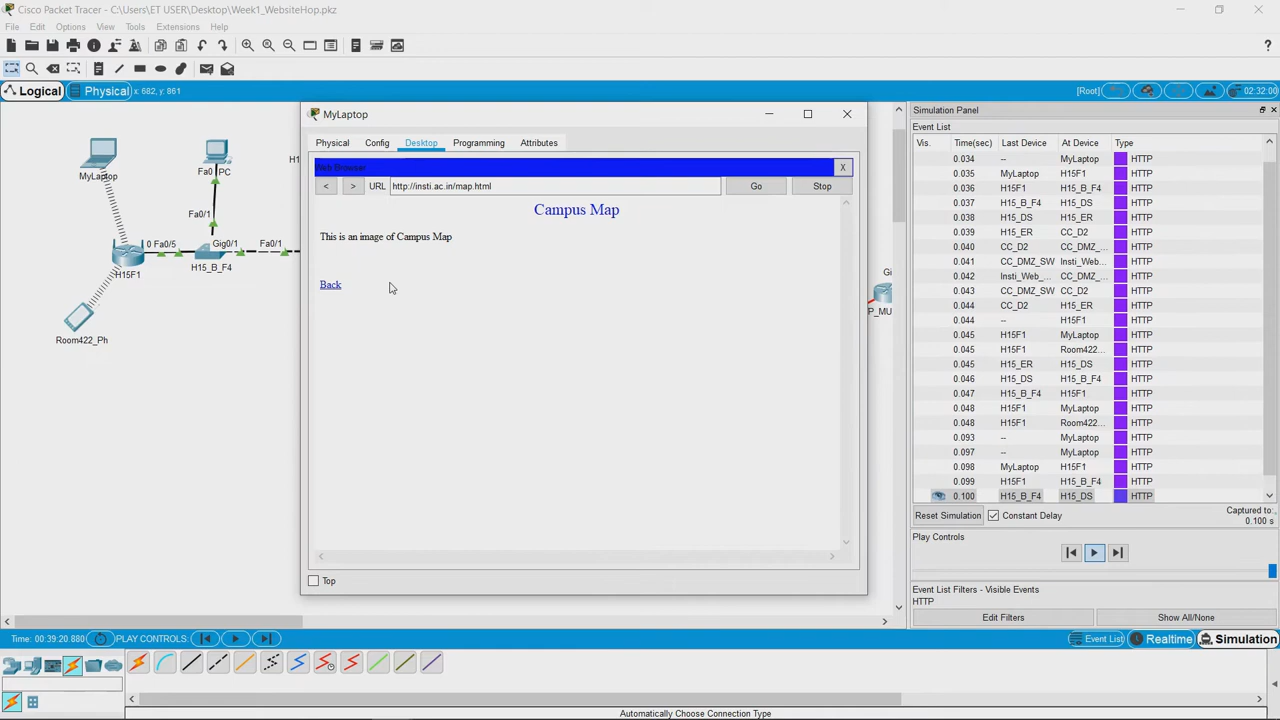 Cisco Packet Tracer - C:\Users\ET USER\Desktop\Week1_WebsiteHop.pkz
File Edit Options View Tools Extensions Help
Logical Physical x: 682, y: 861 [Root] 02:32:00
MyLaptop
Physical Config Desktop Programming Attributes
Web Browser X
< > URL http://insti.ac.in/map.html Go Stop
Campus Map
This is an image of Campus Map
Back
Top
MyLaptop
Fa0 PC
H1
Fa0/1
0 Fa0/5 Gig0/1 Fa0/1
H15F1 H15_B_F4
Room422_Ph
Gi
P_MU
Simulation Panel
Event List
Vis. Time(sec) Last Device At Device Type
0.034 -- MyLaptop HTTP
0.035 MyLaptop H15F1 HTTP
0.036 H15F1 H15_B_F4 HTTP
0.037 H15_B_F4 H15_DS HTTP
0.038 H15_DS H15_ER HTTP
0.039 H15_ER CC_D2 HTTP
0.040 CC_D2 CC_DMZ_SW HTTP
0.041 CC_DMZ_SW Insti_Web... HTTP
0.042 Insti_Web_... CC_DMZ_SW HTTP
0.043 CC_DMZ_SW CC_D2 HTTP
0.044 CC_D2 H15_ER HTTP
0.044 -- H15F1 HTTP
0.045 H15F1 MyLaptop HTTP
0.045 H15F1 Room422... HTTP
0.045 H15_ER H15_DS HTTP
0.046 H15_DS H15_B_F4 HTTP
0.047 H15_B_F4 H15F1 HTTP
0.048 H15F1 MyLaptop HTTP
0.048 H15F1 Room422... HTTP
0.093 -- MyLaptop HTTP
0.097 -- MyLaptop HTTP
0.098 MyLaptop H15F1 HTTP
0.099 H15F1 H15_B_F4 HTTP
0.100 H15_B_F4 H15_DS HTTP
Reset Simulation Constant Delay Captured to:
0.100 s
Play Controls
Event List Filters - Visible Events
HTTP
Edit Filters Show All/None
Time: 00:39:20.880 PLAY CONTROLS: Event List Realtime Simulation
Automatically Choose Connection Type